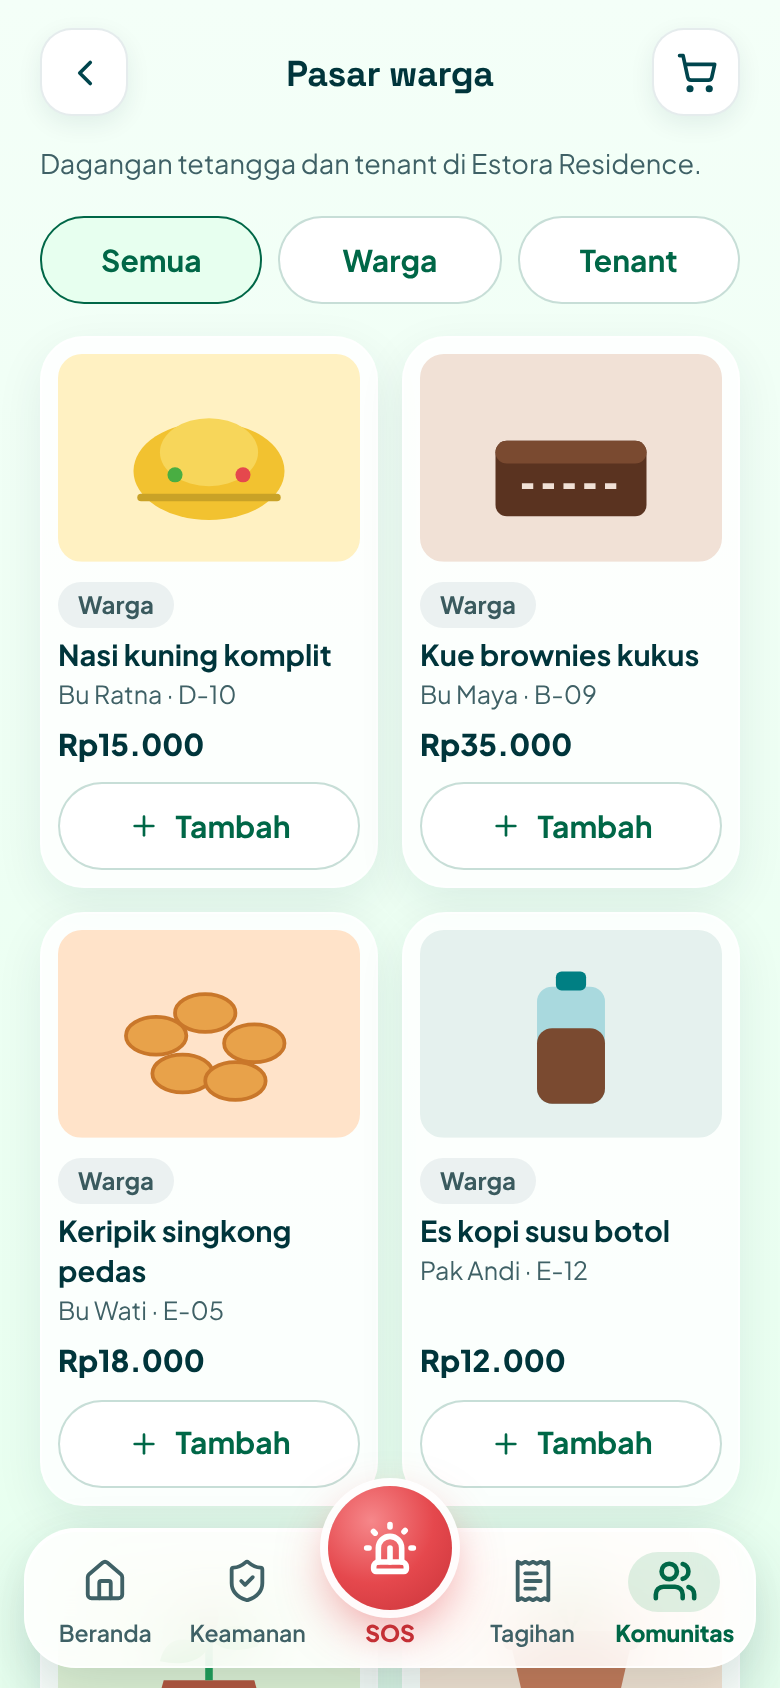 Pasar warga
Dagangan tetangga dan tenant di Estora Residence.
Semua
Warga
Tenant
Warga
Nasi kuning komplit
Bu Ratna · D-10
Rp15.000
Tambah
Warga
Kue brownies kukus
Bu Maya · B-09
Rp35.000
Tambah
Warga
Keripik singkong
pedas
Bu Wati · E-05
Rp18.000
Tambah
Warga
Es kopi susu botol
Pak Andi · E-12
Rp12.000
Tambah
Beranda
Keamanan
SOS
Tagihan
Komunitas